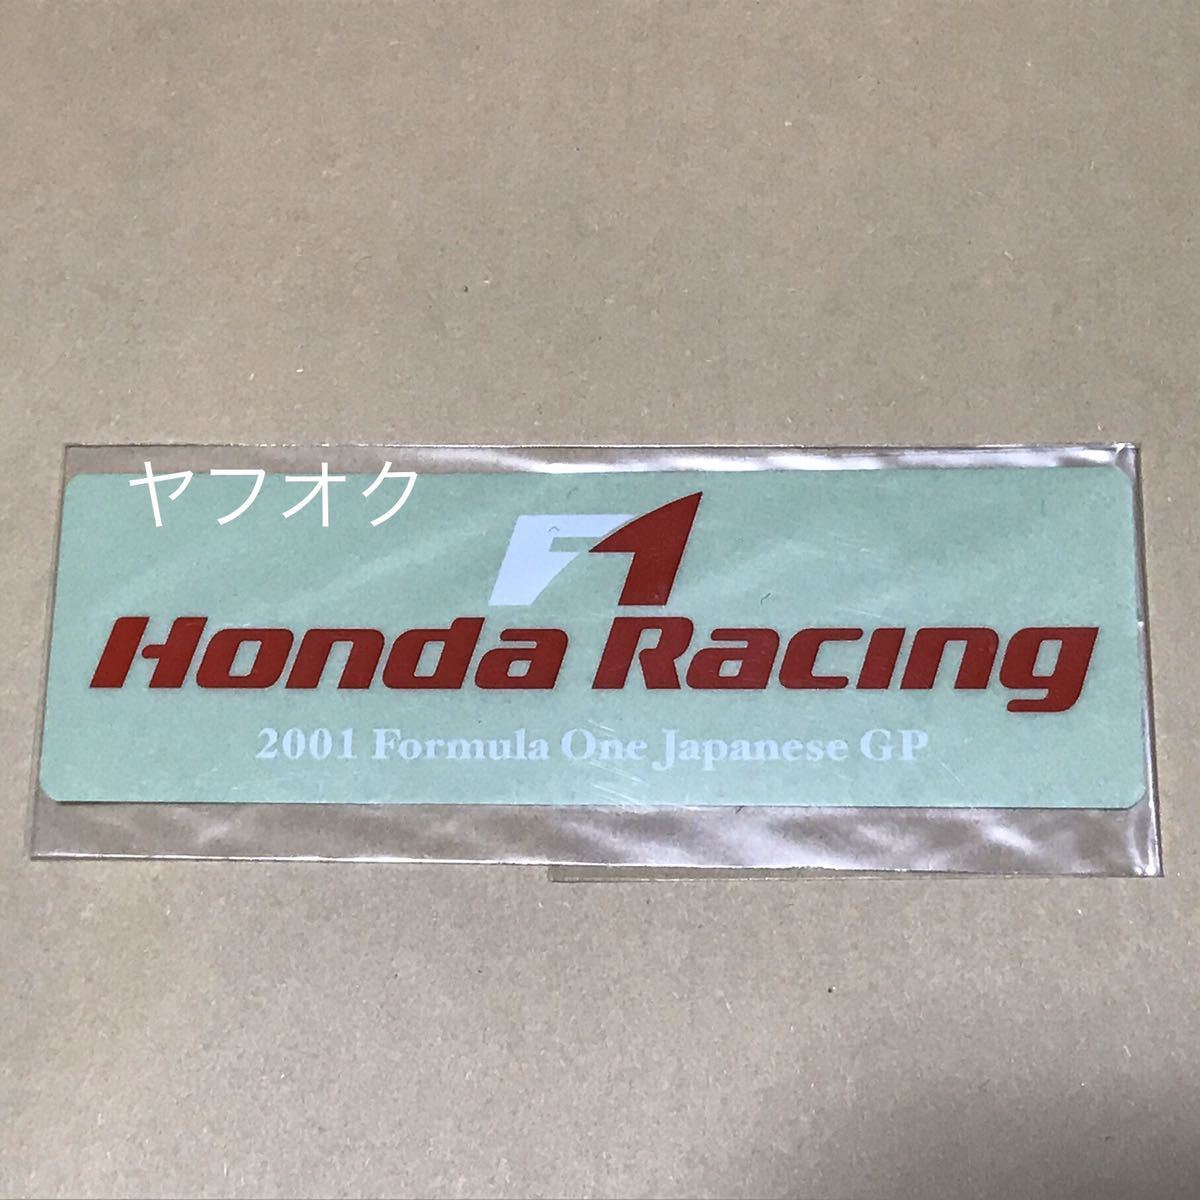 ヤフオク
F1
Honda Racing
2001 Formula One Japanese GP